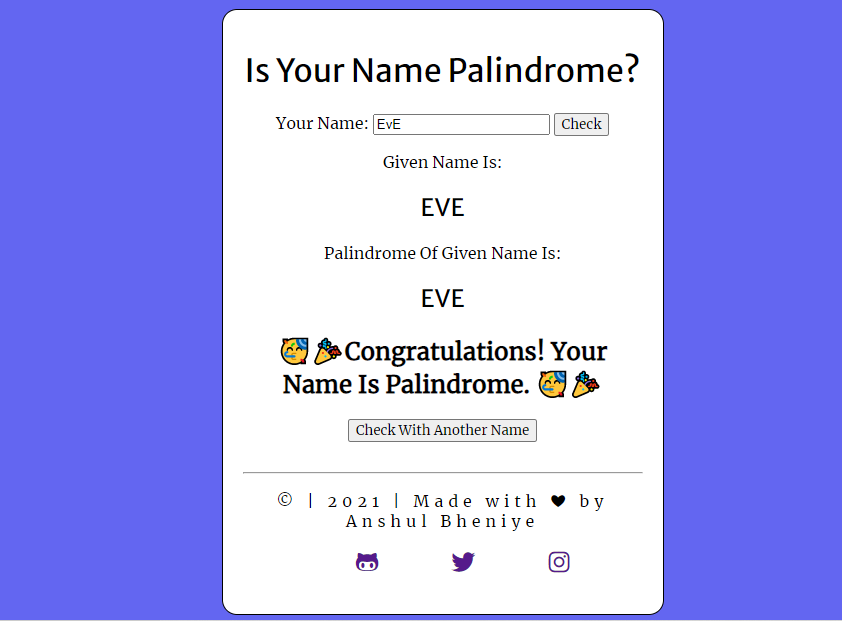 Is Your Name Palindrome?
Your Name: EvE Check
Given Name Is:
EVE
Palindrome Of Given Name Is:
EVE
🥳🎉Congratulations! Your
Name Is Palindrome. 🥳🎉
Check With Another Name
© | 2021 | Made with ♥ by
Anshul Bheniye